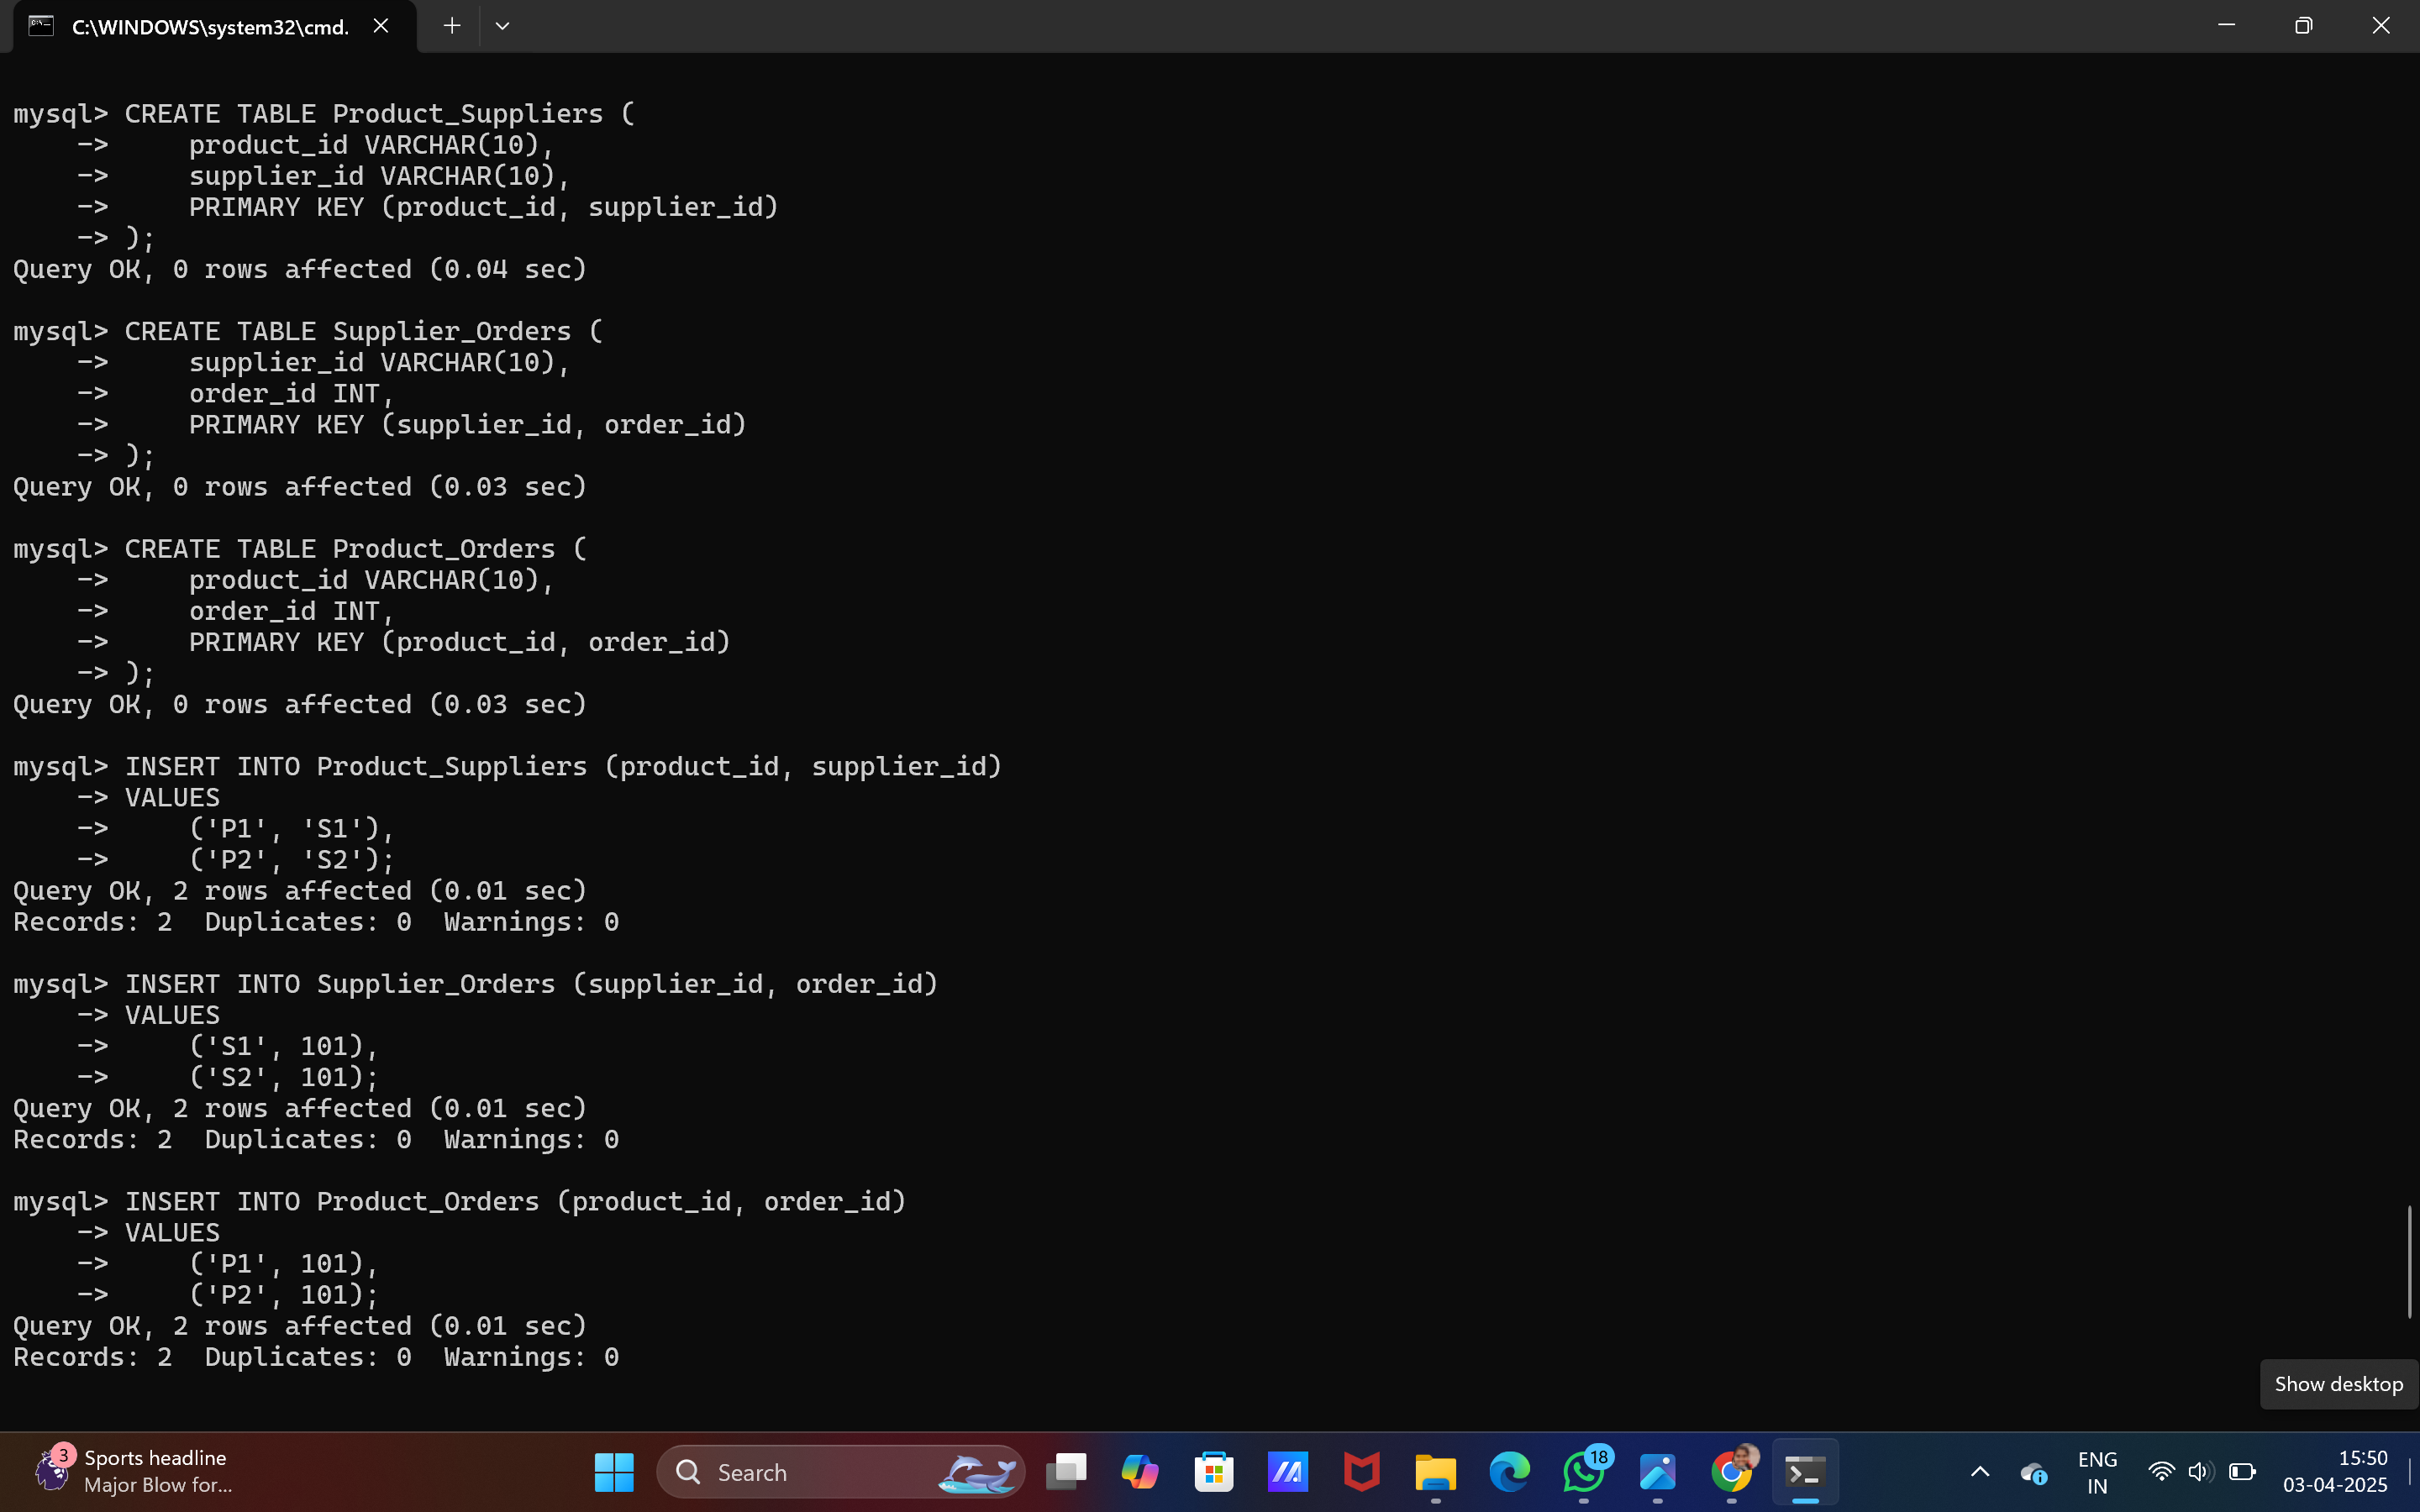 C:\WINDOWS\system32\cmd.
mysql> CREATE TABLE Product_Suppliers (
    ->     product_id VARCHAR(10),
    ->     supplier_id VARCHAR(10),
    ->     PRIMARY KEY (product_id, supplier_id)
    -> );
Query OK, 0 rows affected (0.04 sec)
mysql> CREATE TABLE Supplier_Orders (
    ->     supplier_id VARCHAR(10),
    ->     order_id INT,
    ->     PRIMARY KEY (supplier_id, order_id)
    -> );
Query OK, 0 rows affected (0.03 sec)
mysql> CREATE TABLE Product_Orders (
    ->     product_id VARCHAR(10),
    ->     order_id INT,
    ->     PRIMARY KEY (product_id, order_id)
    -> );
Query OK, 0 rows affected (0.03 sec)
mysql> INSERT INTO Product_Suppliers (product_id, supplier_id)
    -> VALUES
    ->     ('P1', 'S1'),
    ->     ('P2', 'S2');
Query OK, 2 rows affected (0.01 sec)
Records: 2  Duplicates: 0  Warnings: 0
mysql> INSERT INTO Supplier_Orders (supplier_id, order_id)
    -> VALUES
    ->     ('S1', 101),
    ->     ('S2', 101);
Query OK, 2 rows affected (0.01 sec)
Records: 2  Duplicates: 0  Warnings: 0
mysql> INSERT INTO Product_Orders (product_id, order_id)
    -> VALUES
    ->     ('P1', 101),
    ->     ('P2', 101);
Query OK, 2 rows affected (0.01 sec)
Records: 2  Duplicates: 0  Warnings: 0
Show desktop
3
Sports headline
Major Blow for...
Search
18
ENG
IN
15:50
03-04-2025